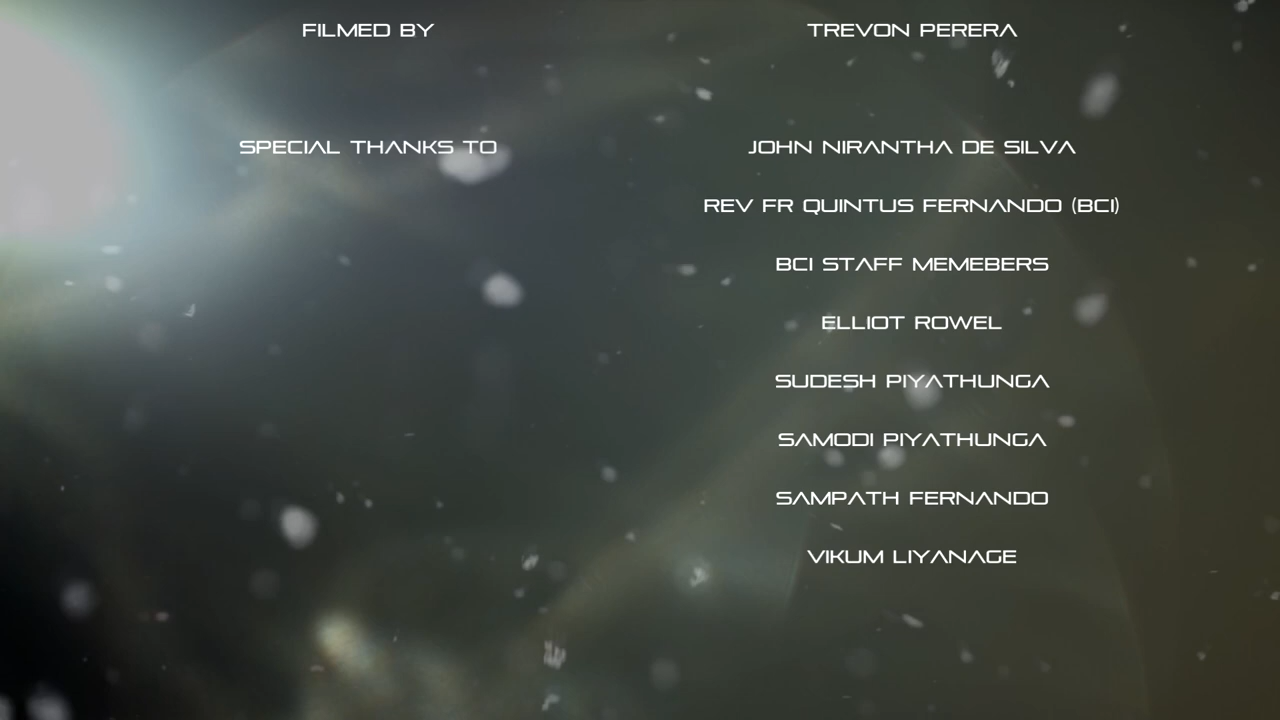 FILMED BY TREVON PERERA
SPECIAL THANKS TO JOHN NIRANTHA DE SILVA
REV FR QUINTUS FERNANDO (BCI)
BCI STAFF MEMEBERS
ELLIOT ROWEL
SUDESH PIYATHUNGA
SAMODI PIYATHUNGA
SAMPATH FERNANDO
VIKUM LIYANAGE